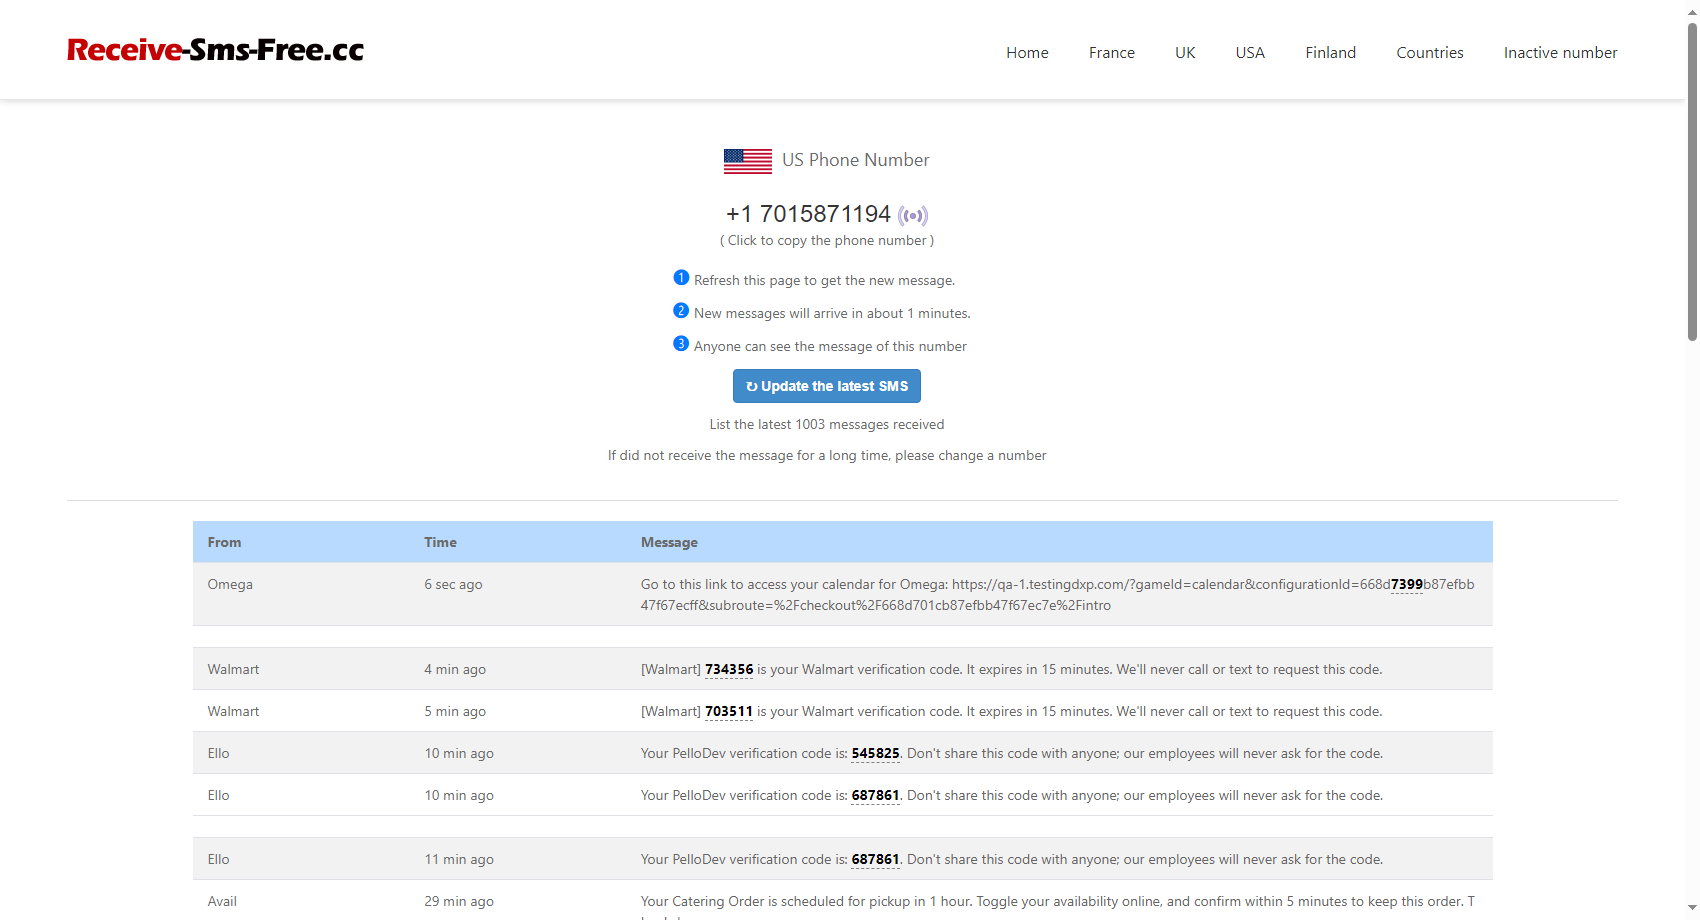 Receive-Sms-Free.cc
Home France UK USA Finland Countries Inactive number
US Phone Number
+1 7015871194
( Click to copy the phone number )
1 Refresh this page to get the new message.
2 New messages will arrive in about 1 minutes.
3 Anyone can see the message of this number
↻ Update the latest SMS
List the latest 1003 messages received
If did not receive the message for a long time, please change a number
From Time Message
Omega 6 sec ago Go to this link to access your calendar for Omega: https://qa-1.testingdxp.com/?gameId=calendar&configurationId=668d7399b87efbb
47f67ecff&subroute=%2Fcheckout%2F668d701cb87efbb47f67ec7e%2Fintro
Walmart 4 min ago [Walmart] 734356 is your Walmart verification code. It expires in 15 minutes. We'll never call or text to request this code.
Walmart 5 min ago [Walmart] 703511 is your Walmart verification code. It expires in 15 minutes. We'll never call or text to request this code.
Ello 10 min ago Your PelloDev verification code is: 545825. Don't share this code with anyone; our employees will never ask for the code.
Ello 10 min ago Your PelloDev verification code is: 687861. Don't share this code with anyone; our employees will never ask for the code.
Ello 11 min ago Your PelloDev verification code is: 687861. Don't share this code with anyone; our employees will never ask for the code.
Avail 29 min ago Your Catering Order is scheduled for pickup in 1 hour. Toggle your availability online, and confirm within 5 minutes to keep this order. T